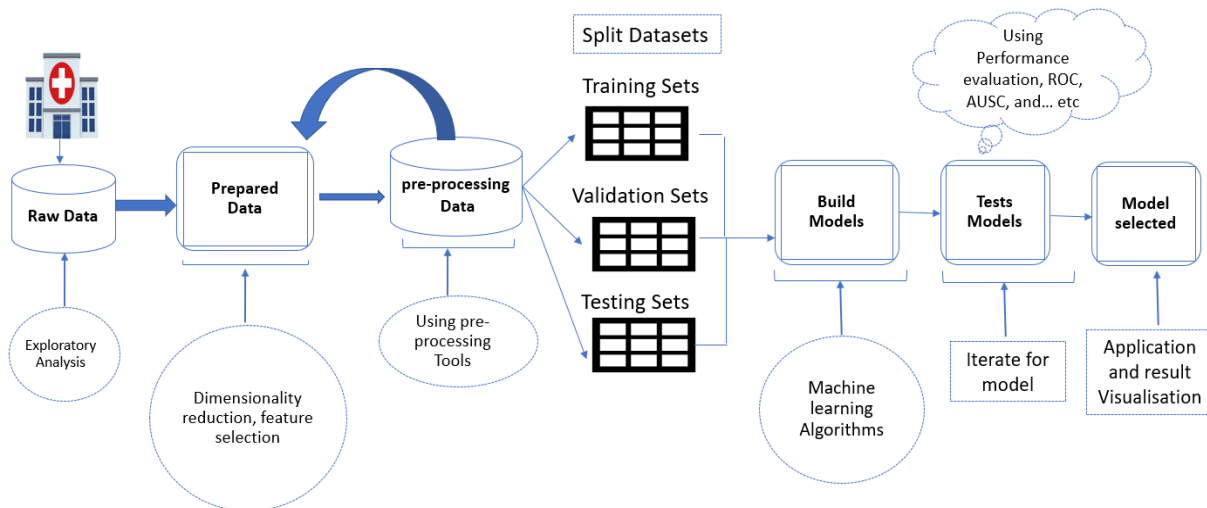 Split Datasets
Using
Performance
evaluation, ROC,
AUSC, and... etc
Training Sets
Raw Data
Prepared
Data
pre-processing
Data
Validation Sets
Build
Models
Tests
Models
Model
selected
Testing Sets
Exploratory
Analysis
Using pre-
processing
Tools
Dimensionality
reduction, feature
selection
Machine
learning
Algorithms
Iterate for
model
Application
and result
Visualisation